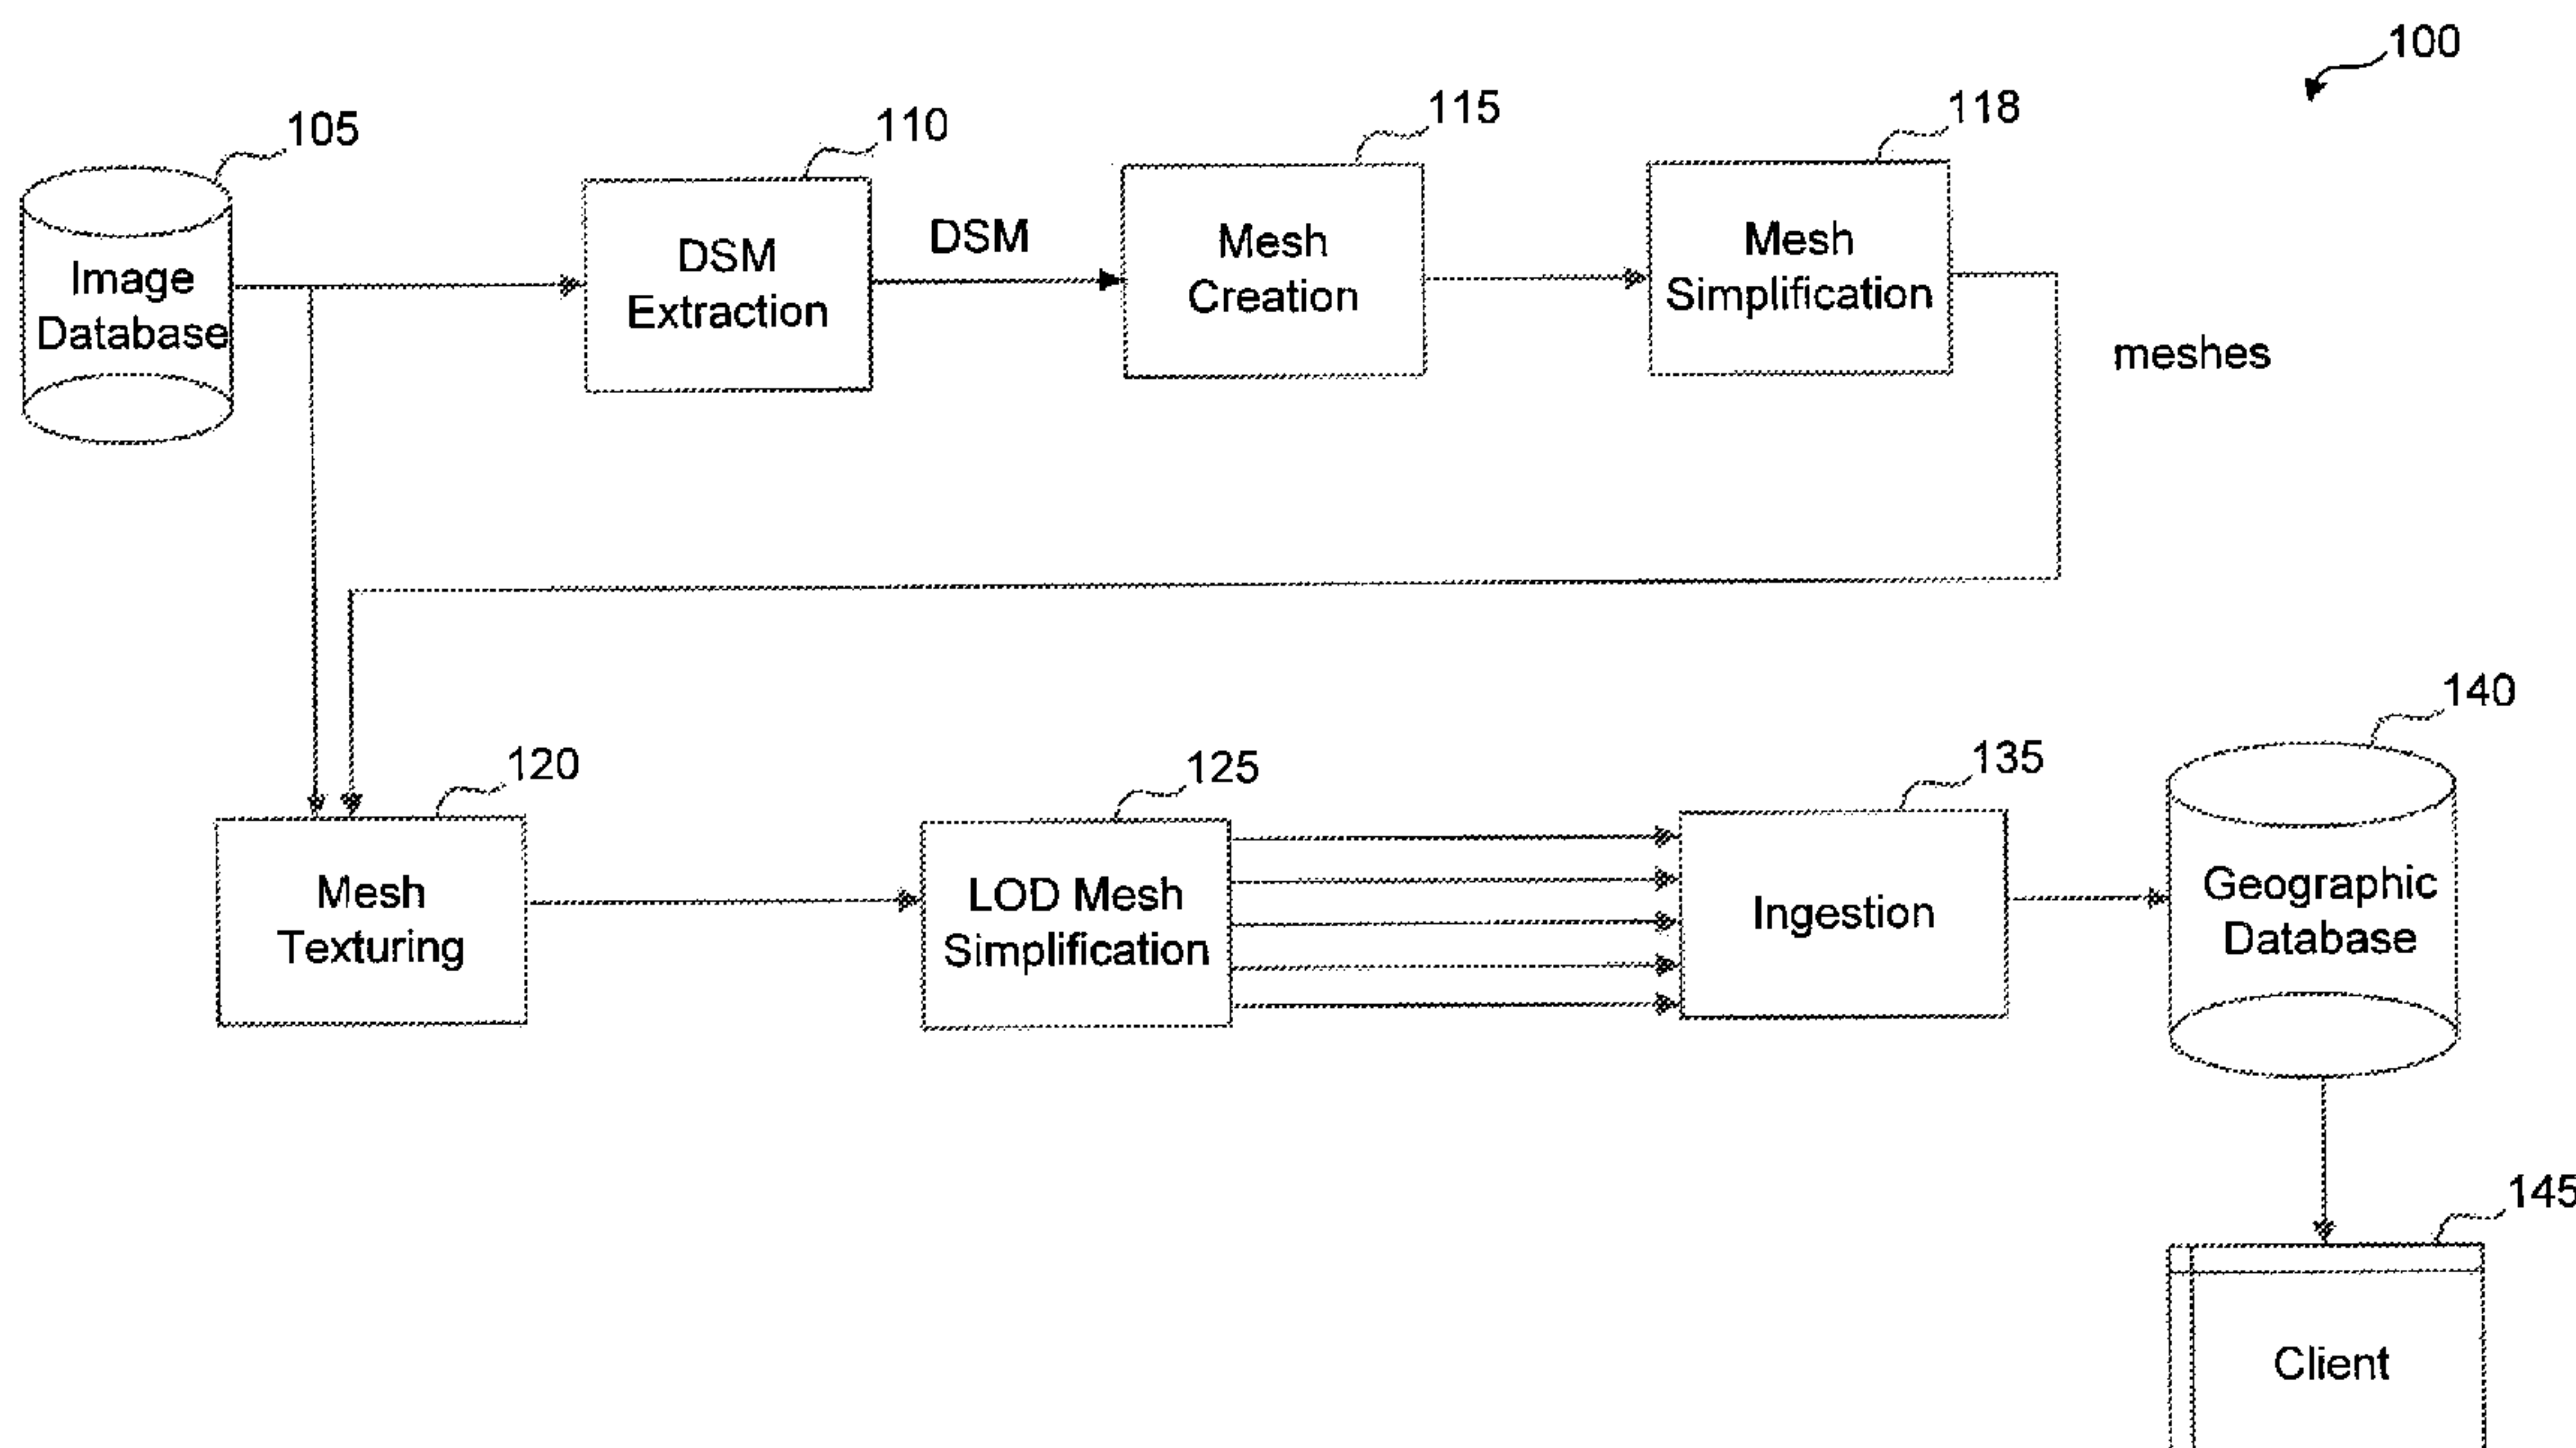 100
105
110
115
118
Image
Database
DSM
Extraction
DSM
Mesh
Creation
Mesh
Simplification
meshes
120
125
135
140
Mesh
Texturing
LOD Mesh
Simplification
Ingestion
Geographic
Database
145
Client